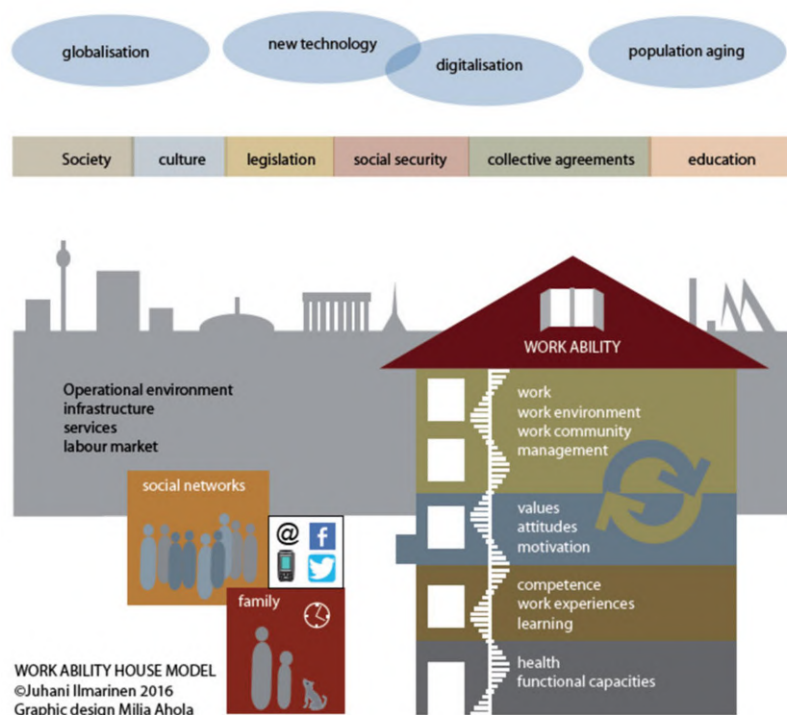 globalisation
new technology
digitalisation
population aging
Society
culture
legislation
social security
collective agreements
education
WORK ABILITY
Operational environment
infrastructure
services
labour market
work
work environment
work community
management
social networks
@
f
values
attitudes
motivation
family
competence
work experiences
learning
health
functional capacities
WORK ABILITY HOUSE MODEL
©Juhani Ilmarinen 2016
Graphic design Milja Ahola